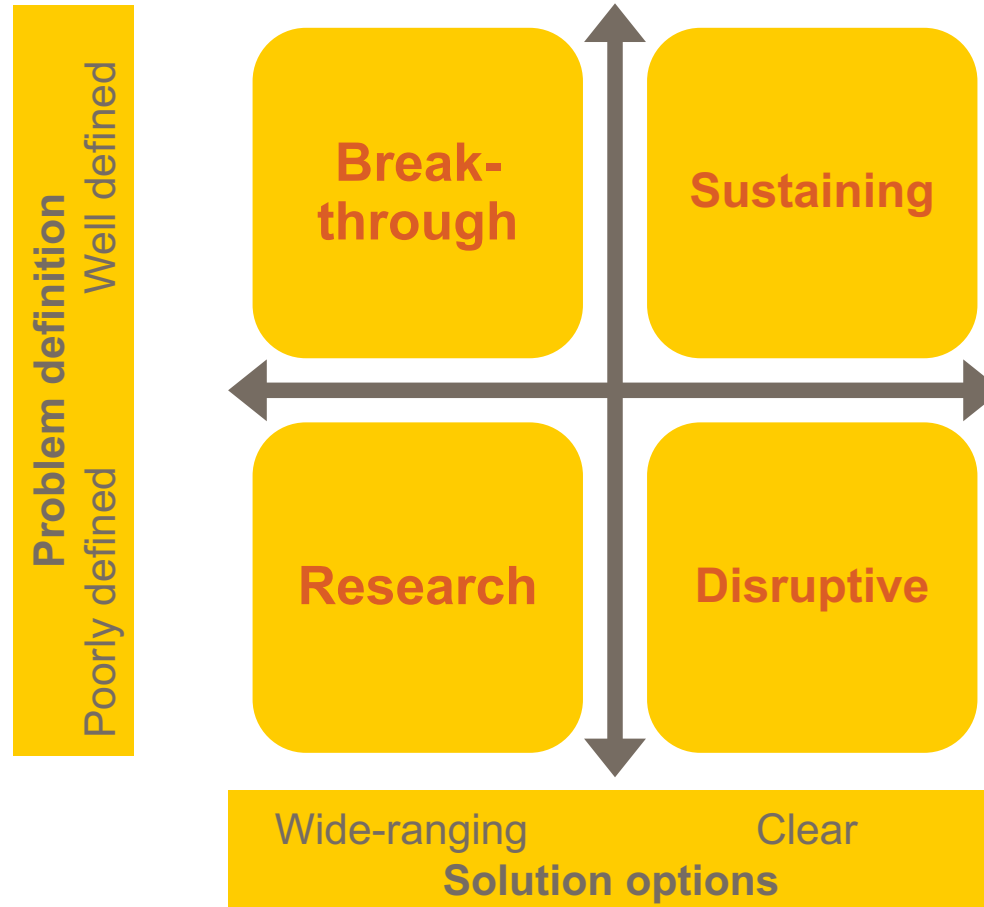 Problem definition
Well defined
Poorly defined
Break-
through
Sustaining
Research
Disruptive
Wide-ranging
Clear
Solution options